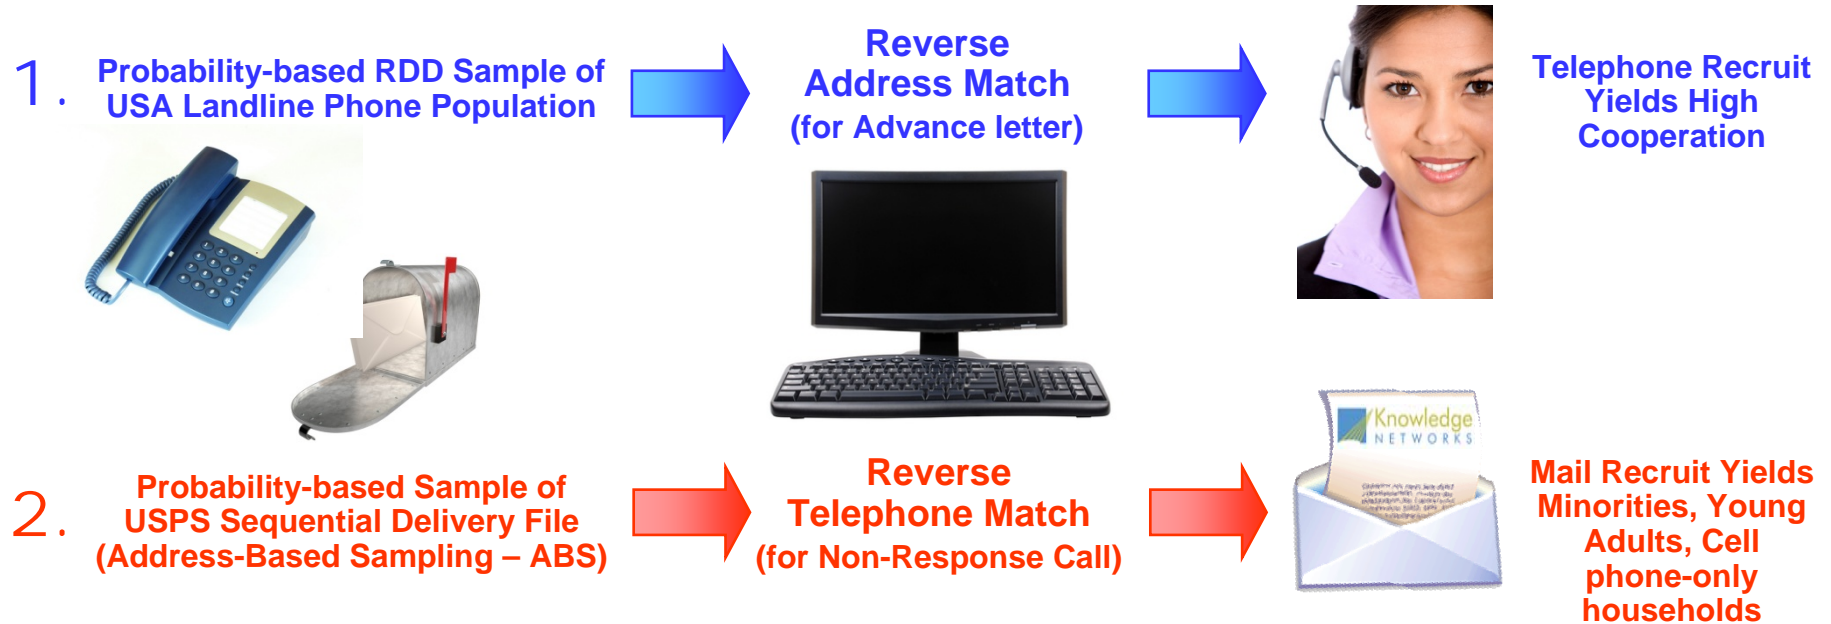 1. Probability-based RDD Sample of
USA Landline Phone Population
Reverse
Address Match
(for Advance letter)
Telephone Recruit
Yields High
Cooperation
Knowledge
NETWORKS
2. Probability-based Sample of
USPS Sequential Delivery File
(Address-Based Sampling – ABS)
Reverse
Telephone Match
(for Non-Response Call)
Mail Recruit Yields
Minorities, Young
Adults, Cell
phone-only
households